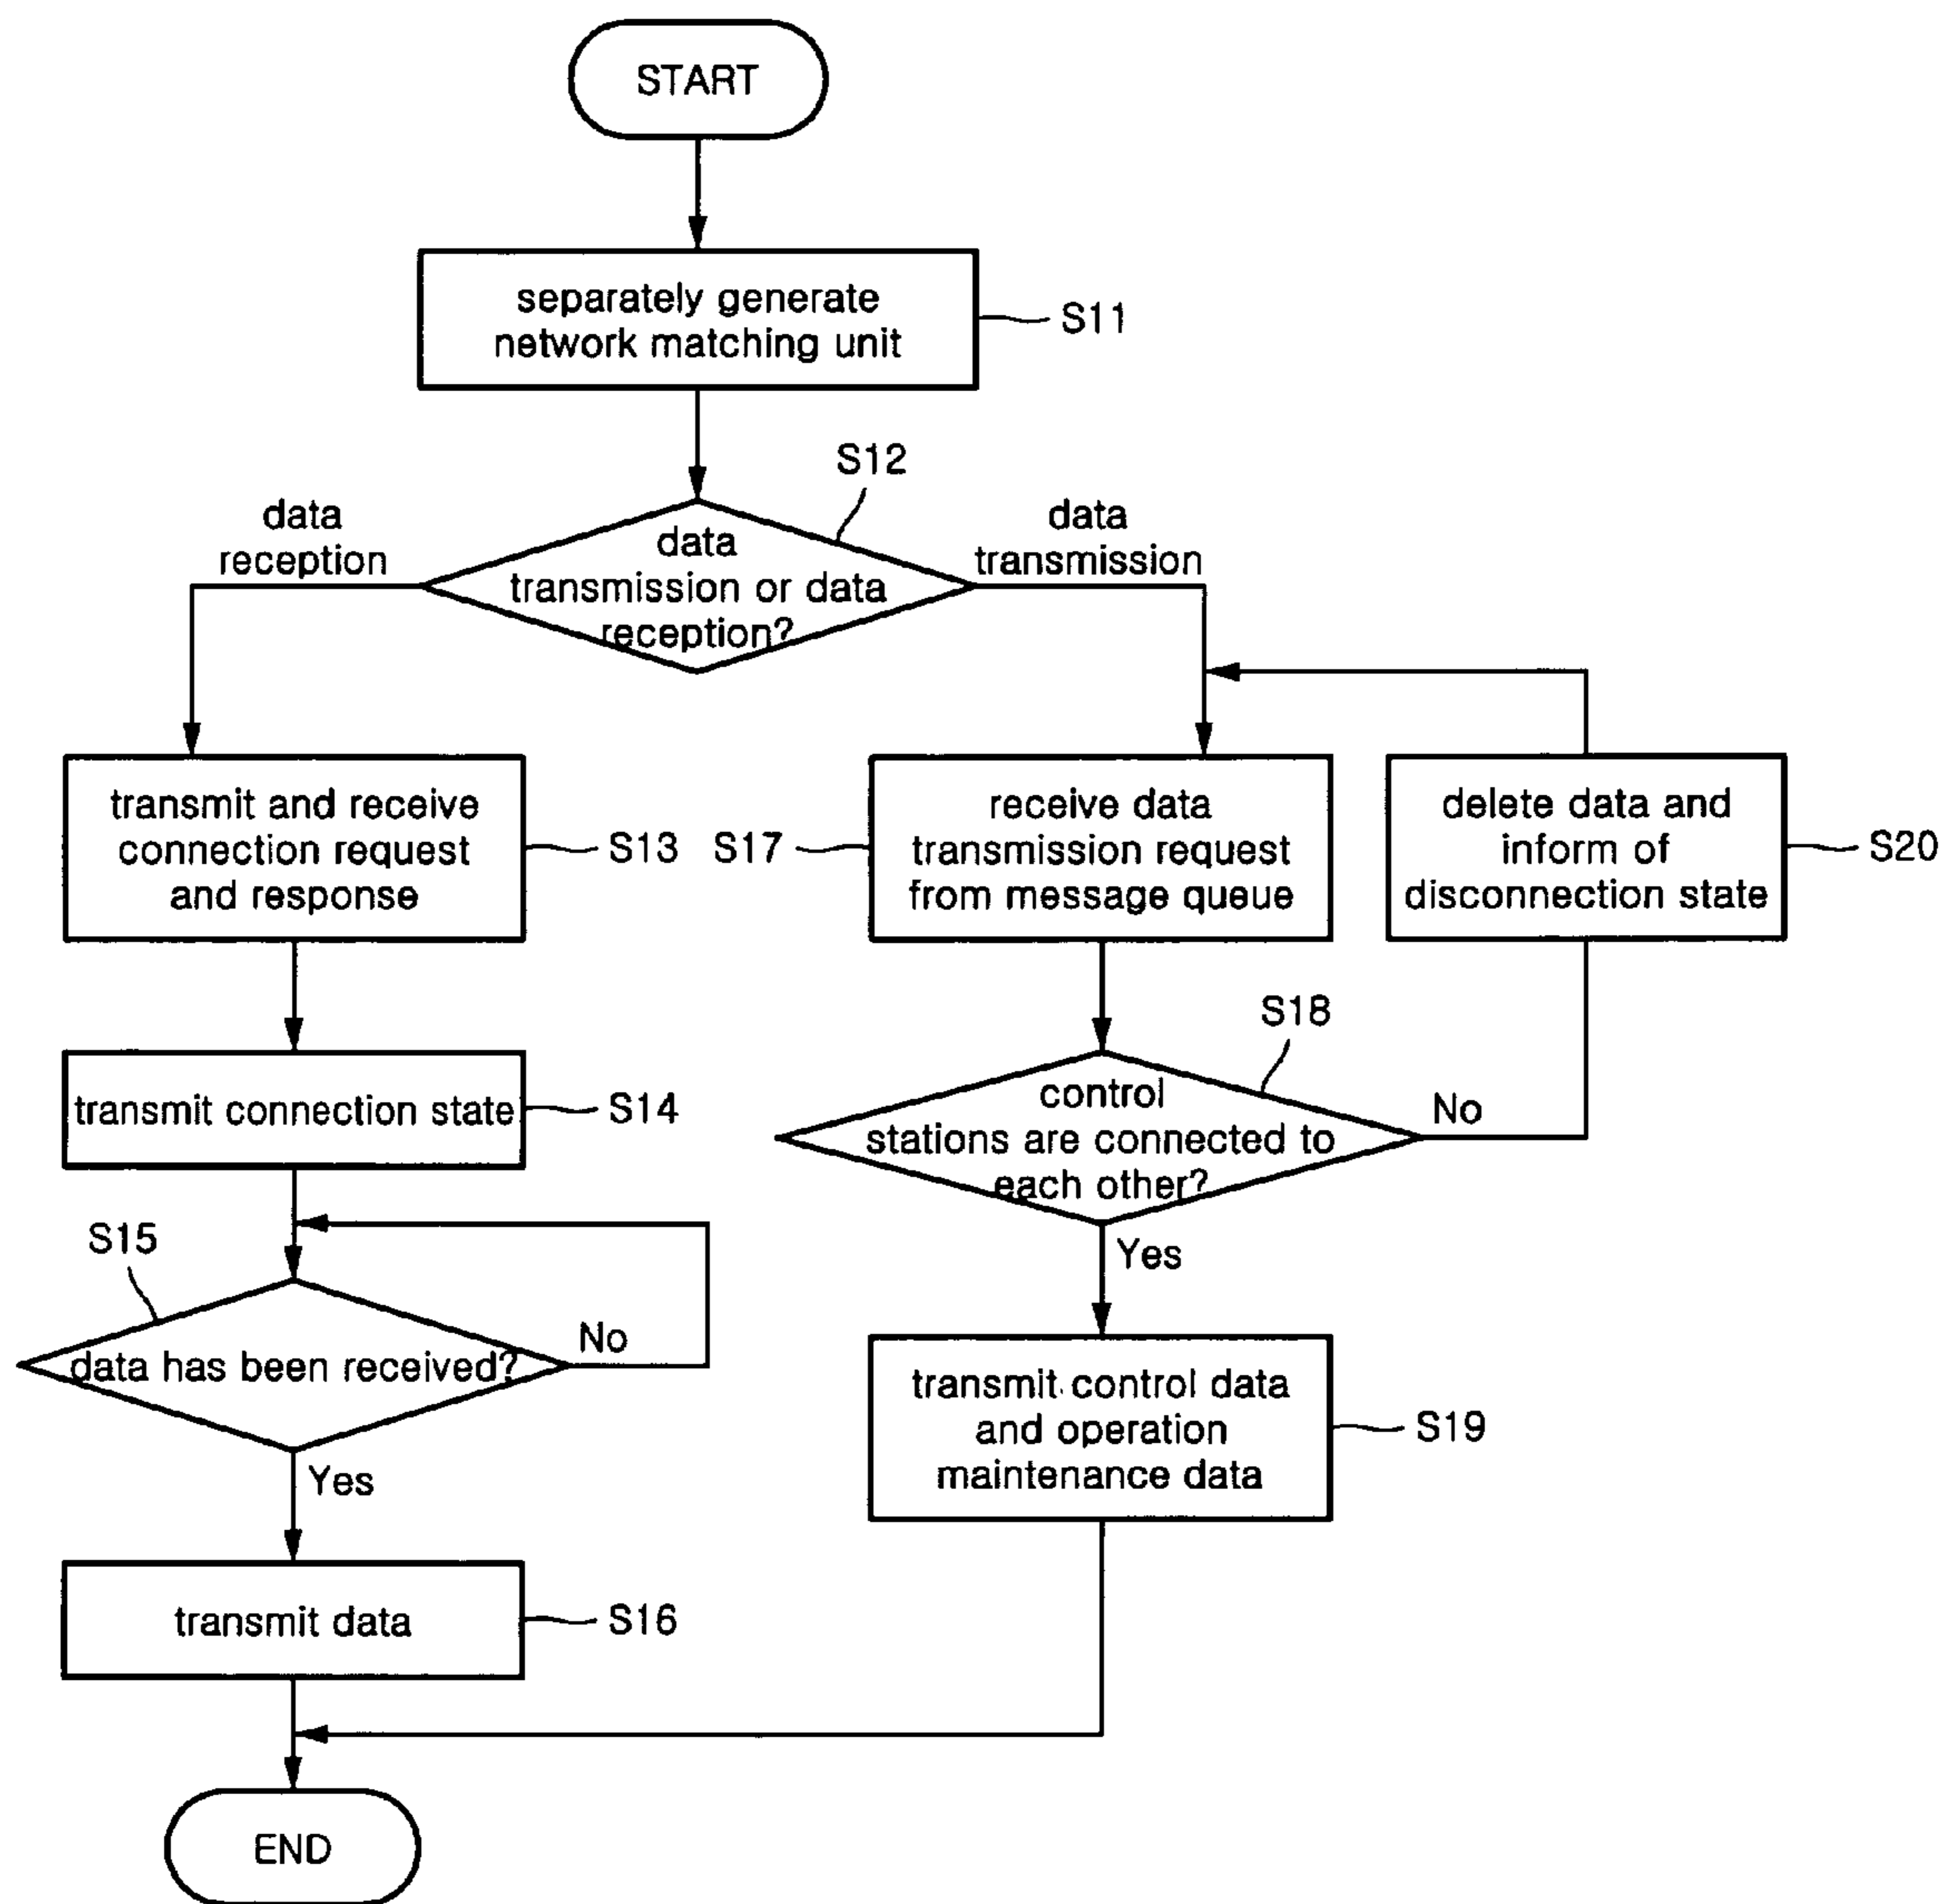 START
separately generate
network matching unit
S11
S12
data
reception
data
transmission or data
reception?
data
transmission
transmit and receive
connection request
and response
S13
S17
receive data
transmission request
from message queue
delete data and
inform of
disconnection state
S20
transmit connection state
S14
S18
control
stations are connected to
each other?
No
Yes
S15
data has been received?
No
Yes
transmit control data
and operation
maintenance data
S19
transmit data
S16
END